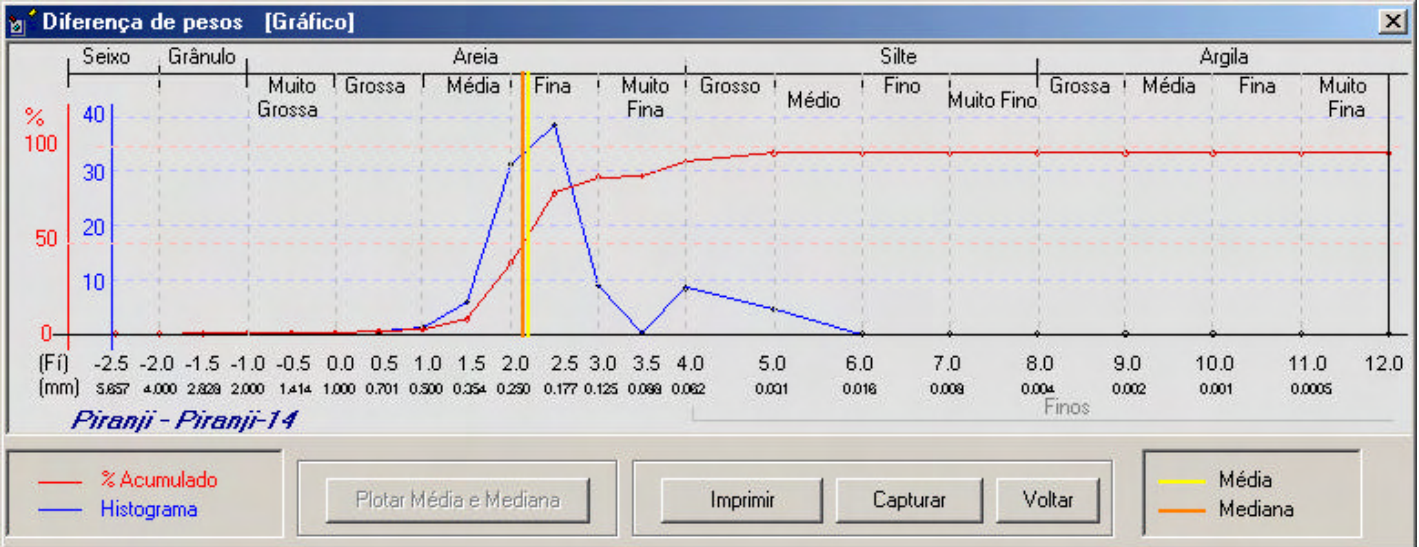 Diferença de pesos [Gráfico]
Seixo Grânulo Areia Silte Argila
Muito Grossa Grossa Média Fina Muito Fina Grosso Médio Fino Muito Fino Grossa Média Fina Muito Fina
%
40
100
30
20
50
10
0
(Fí) -2.5 -2.0 -1.5 -1.0 -0.5 0.0 0.5 1.0 1.5 2.0 2.5 3.0 3.5 4.0 5.0 6.0 7.0 8.0 9.0 10.0 11.0 12.0
(mm) 5.657 4.000 2.828 2.000 1.414 1.000 0.701 0.500 0.354 0.250 0.177 0.125 0.088 0.062 0.031 0.016 0.008 0.004 0.002 0.001 0.0005
Finos
Piranji - Piranji-14
% Acumulado
Histograma
Plotar Média e Mediana
Imprimir
Capturar
Voltar
Média
Mediana